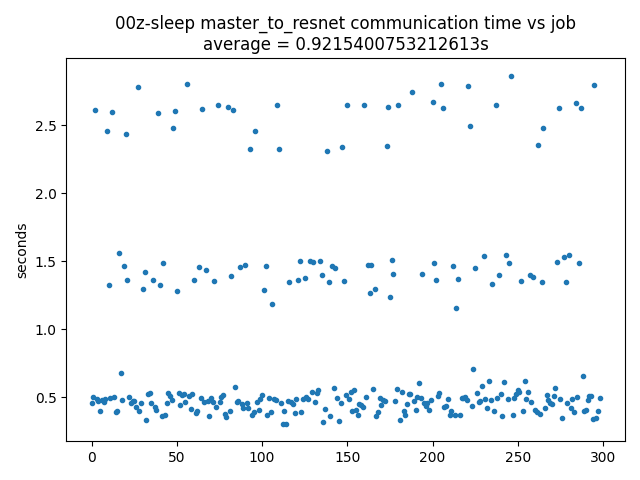 00z-sleep master_to_resnet communication time vs job
average = 0.9215400753212613s
2.5
2.0
1.5
1.0
0.5
seconds
0 50 100 150 200 250 300